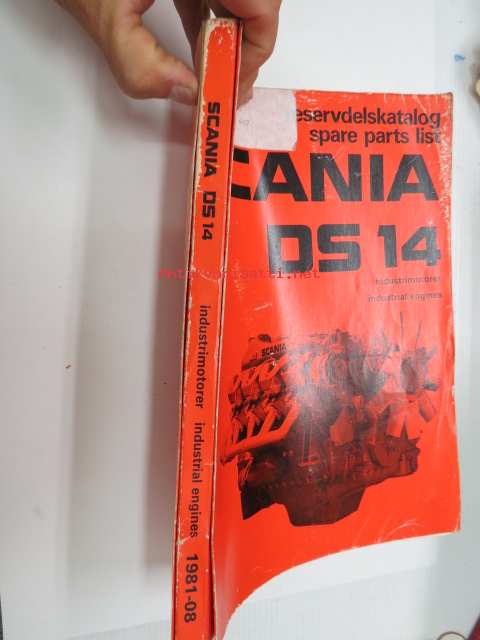 SCANIA DS 14 industrimotorer industrial engines 1981-08
eservdelskatalog
spare parts list
CANIA
DS 14
industrimotorer
industrial engines
SCANIA